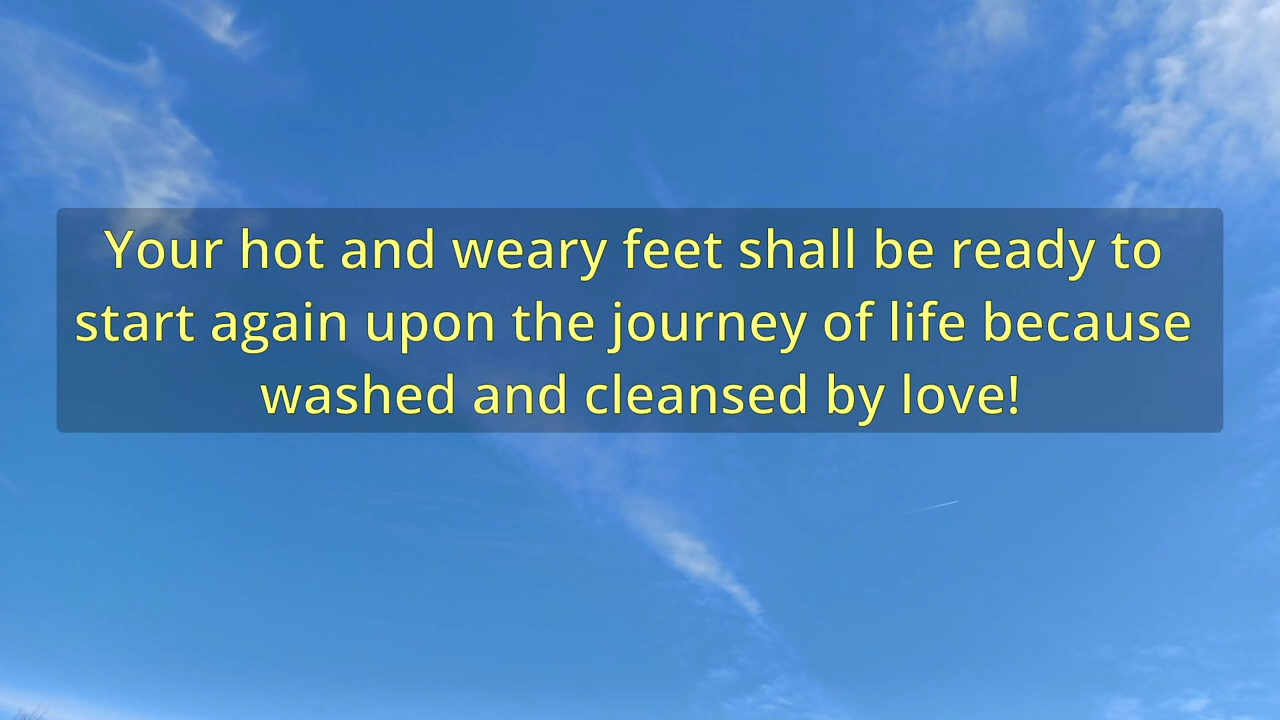 Your hot and weary feet shall be ready to
start again upon the journey of life because
washed and cleansed by love!